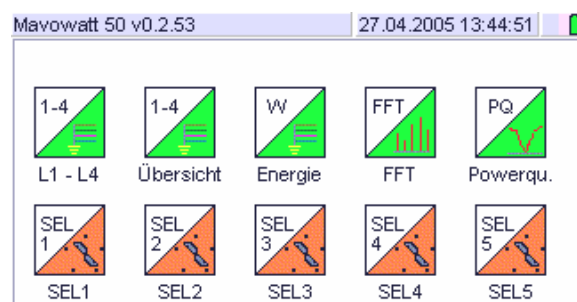 Mavowatt 50 v0.2.53 27.04.2005 13:44:51
1-4 1-4 W FFT PQ
L1 - L4 Übersicht Energie FFT Powerqu.
SEL SEL SEL SEL SEL
1 2 3 4 5
SEL1 SEL2 SEL3 SEL4 SEL5